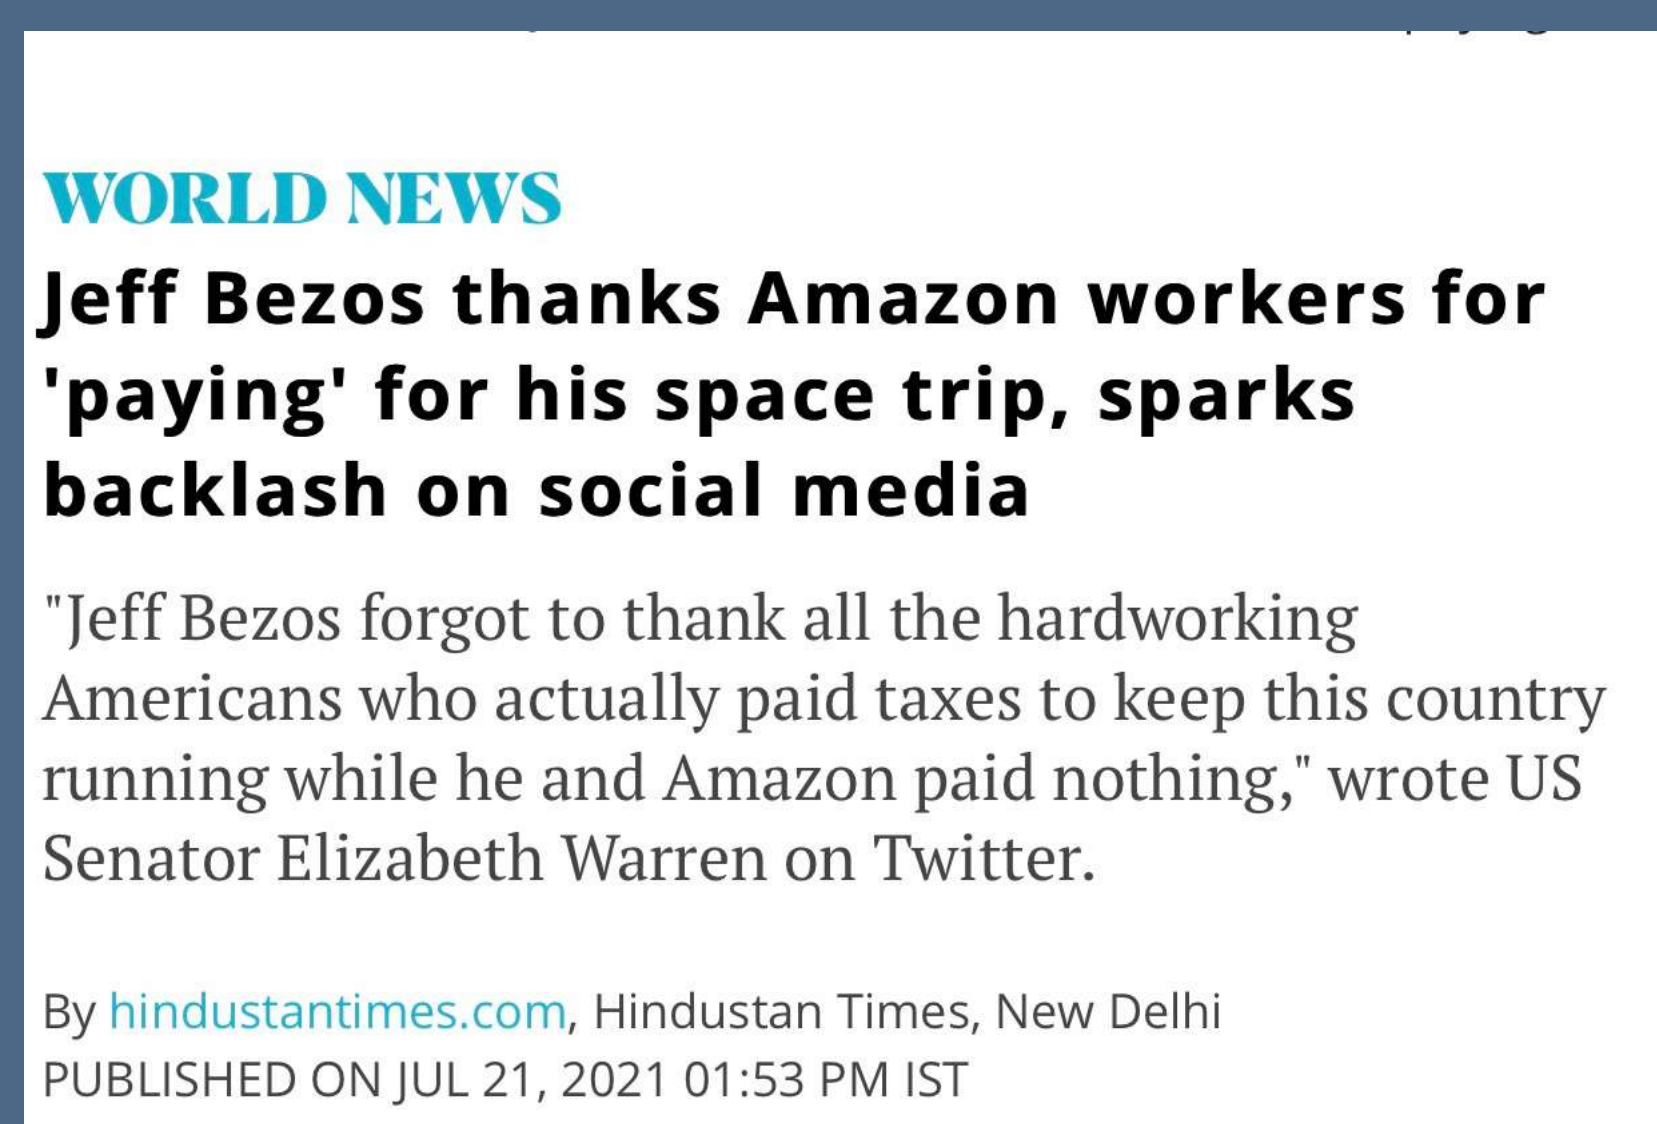 WORLD NEWS
Jeff Bezos thanks Amazon workers for
'paying' for his space trip, sparks
backlash on social media
"Jeff Bezos forgot to thank all the hardworking
Americans who actually paid taxes to keep this country
running while he and Amazon paid nothing," wrote US
Senator Elizabeth Warren on Twitter.
By hindustantimes.com, Hindustan Times, New Delhi
PUBLISHED ON JUL 21, 2021 01:53 PM IST